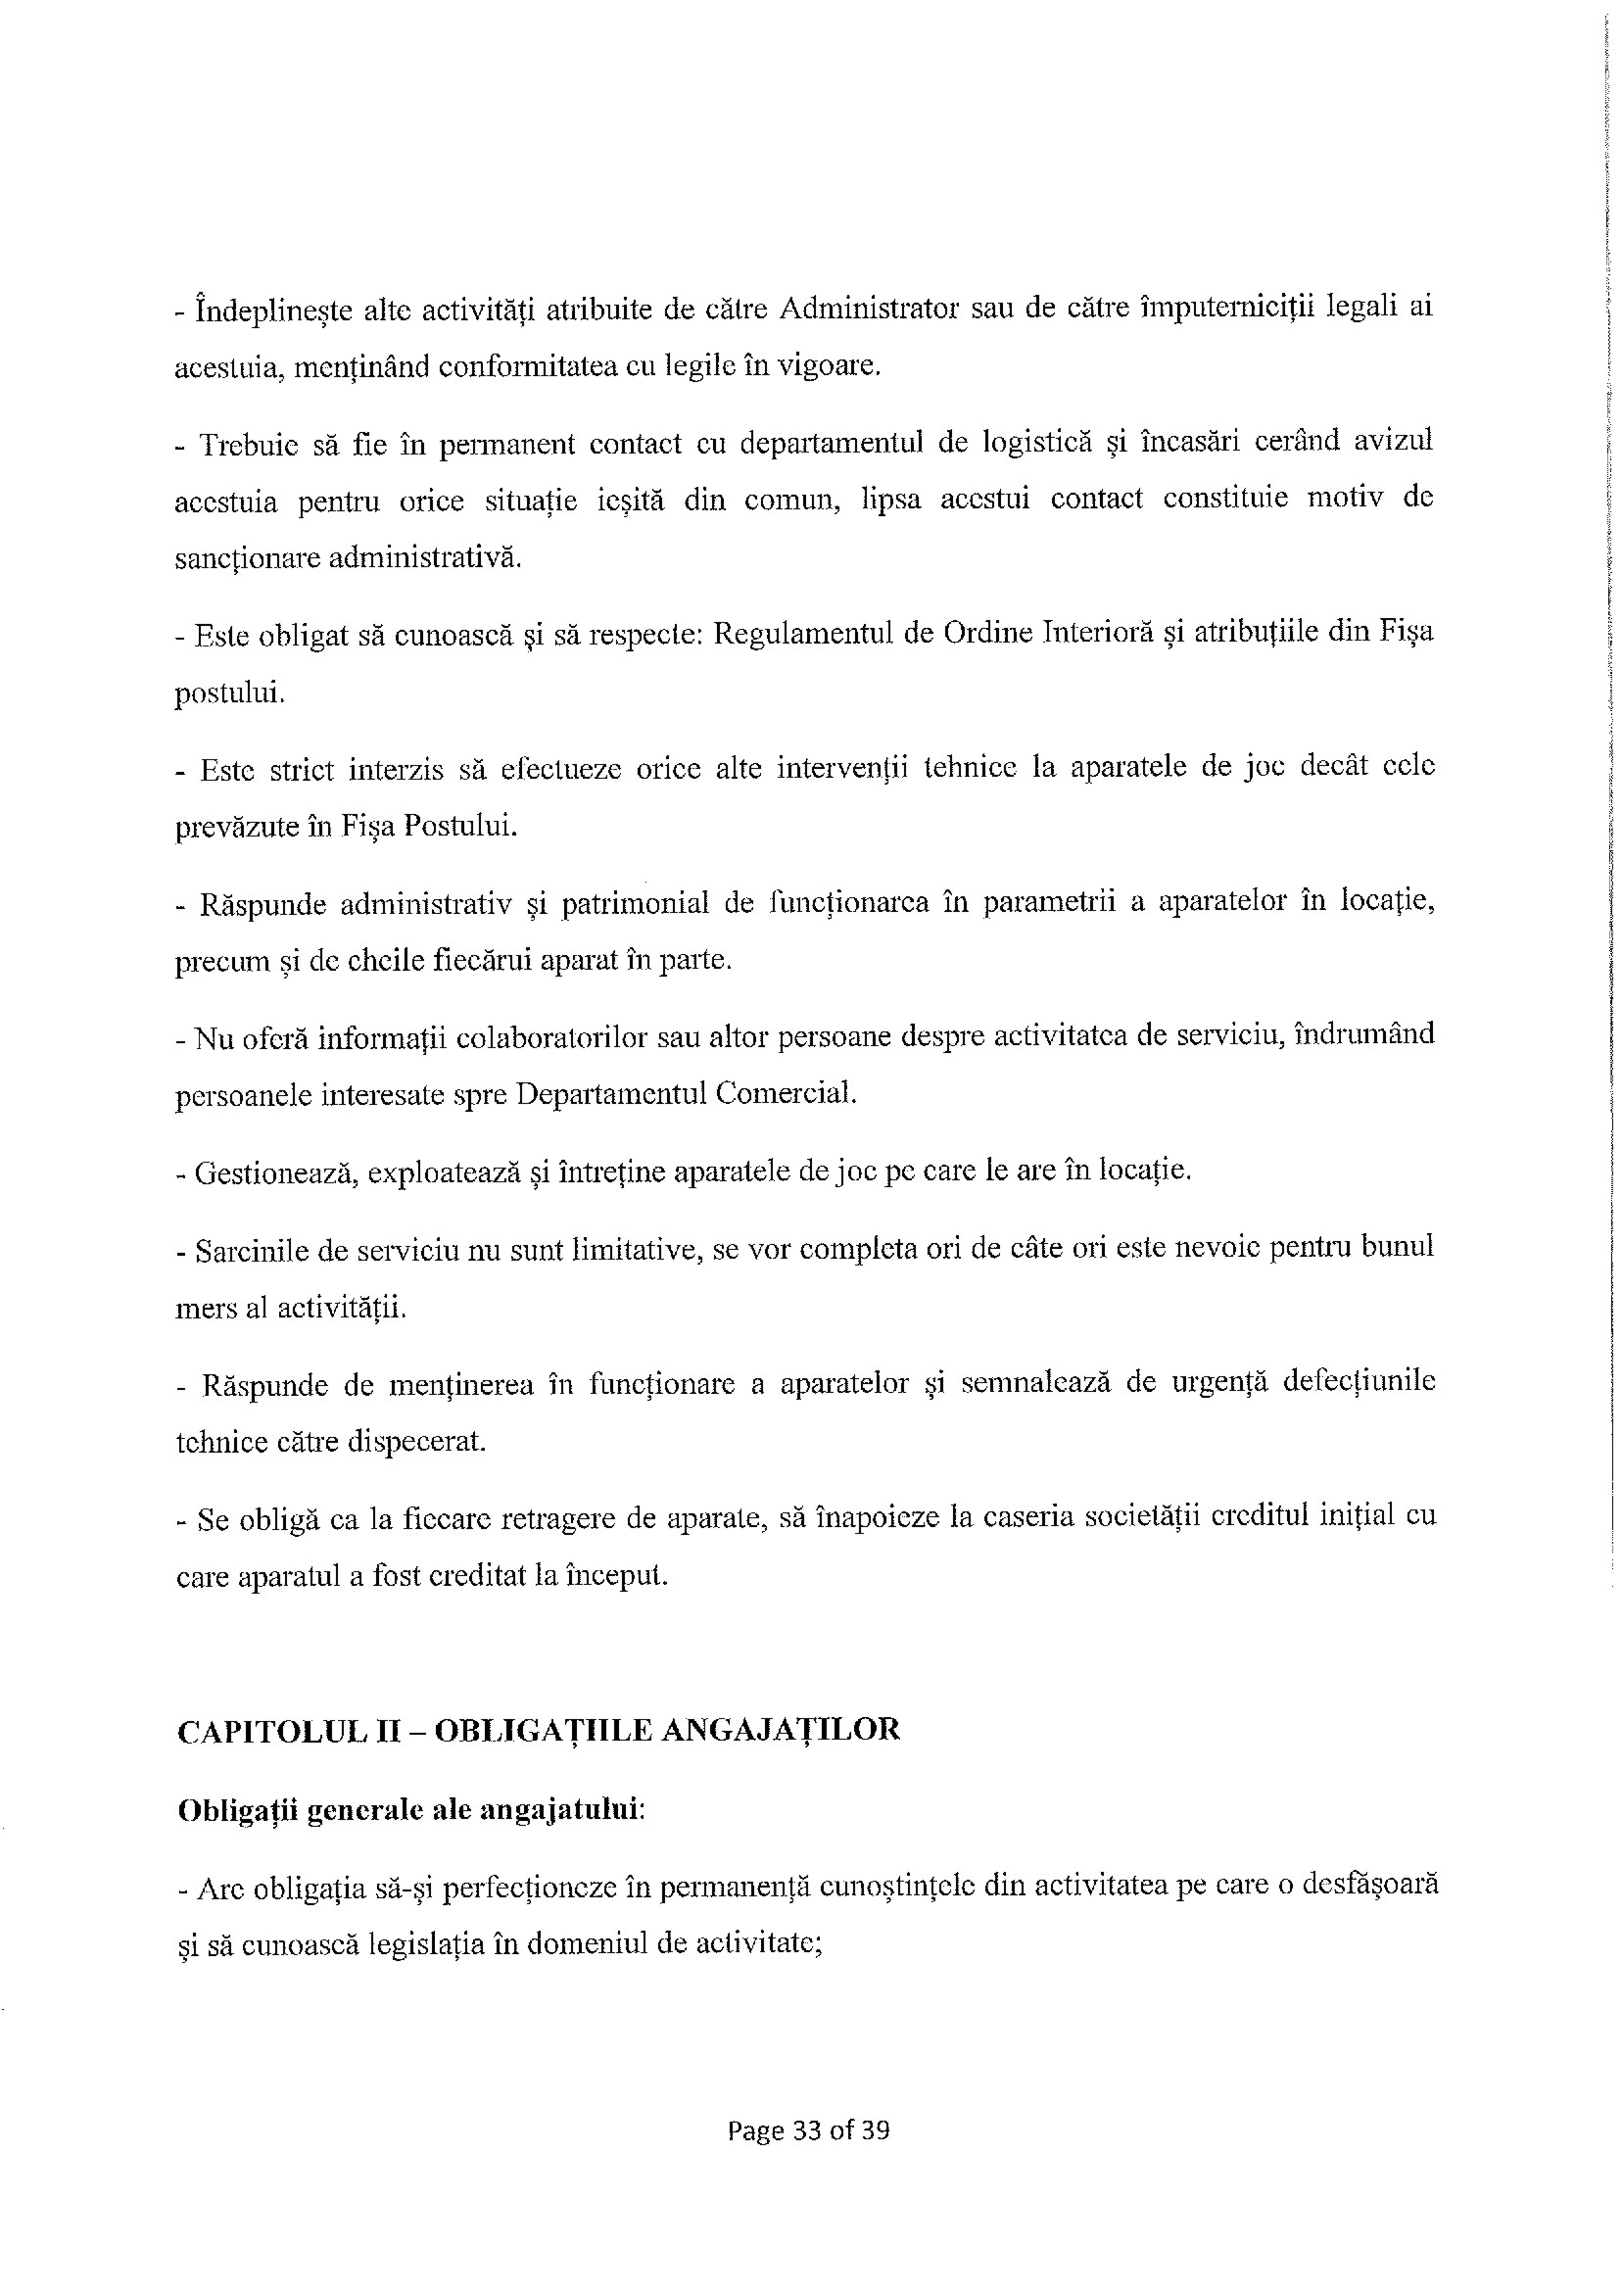 - Îndeplinește alte activități atribuite de către Administrator sau de către împuterniciții legali ai
acestuia, menținând conformitatea cu legile în vigoare.
- Trebuie să fie în permanent contact cu departamentul de logistică și încasări cerând avizul
acestuia pentru orice situație ieșită din comun, lipsa acestui contact constituie motiv de
sancționare administrativă.
- Este obligat să cunoască și să respecte: Regulamentul de Ordine Interioră și atribuțiile din Fișa
postului.
- Este strict interzis să efectueze orice alte intervenții tehnice la aparatele de joc decât cele
prevăzute în Fișa Postului.
- Răspunde administrativ și patrimonial de funcționarea în parametrii a aparatelor în locație,
precum și de cheile fiecărui aparat în parte.
- Nu oferă informații colaboratorilor sau altor persoane despre activitatea de serviciu, îndrumând
persoanele interesate spre Departamentul Comercial.
- Gestionează, exploatează și întreține aparatele de joc pe care le are în locație.
- Sarcinile de serviciu nu sunt limitative, se vor completa ori de câte ori este nevoie pentru bunul
mers al activității.
- Răspunde de menținerea în funcționare a aparatelor și semnalează de urgență defecțiunile
tehnice către dispecerat.
- Se obligă ca la fiecare retragere de aparate, să înapoieze la caseria societății creditul inițial cu
care aparatul a fost creditat la început.
CAPITOLUL II – OBLIGAȚIILE ANGAJAȚILOR
Obligații generale ale angajatului:
- Are obligația să-și perfecționeze în permanență cunoștințele din activitatea pe care o desfășoară
și să cunoască legislația în domeniul de activitate;
Page 33 of 39